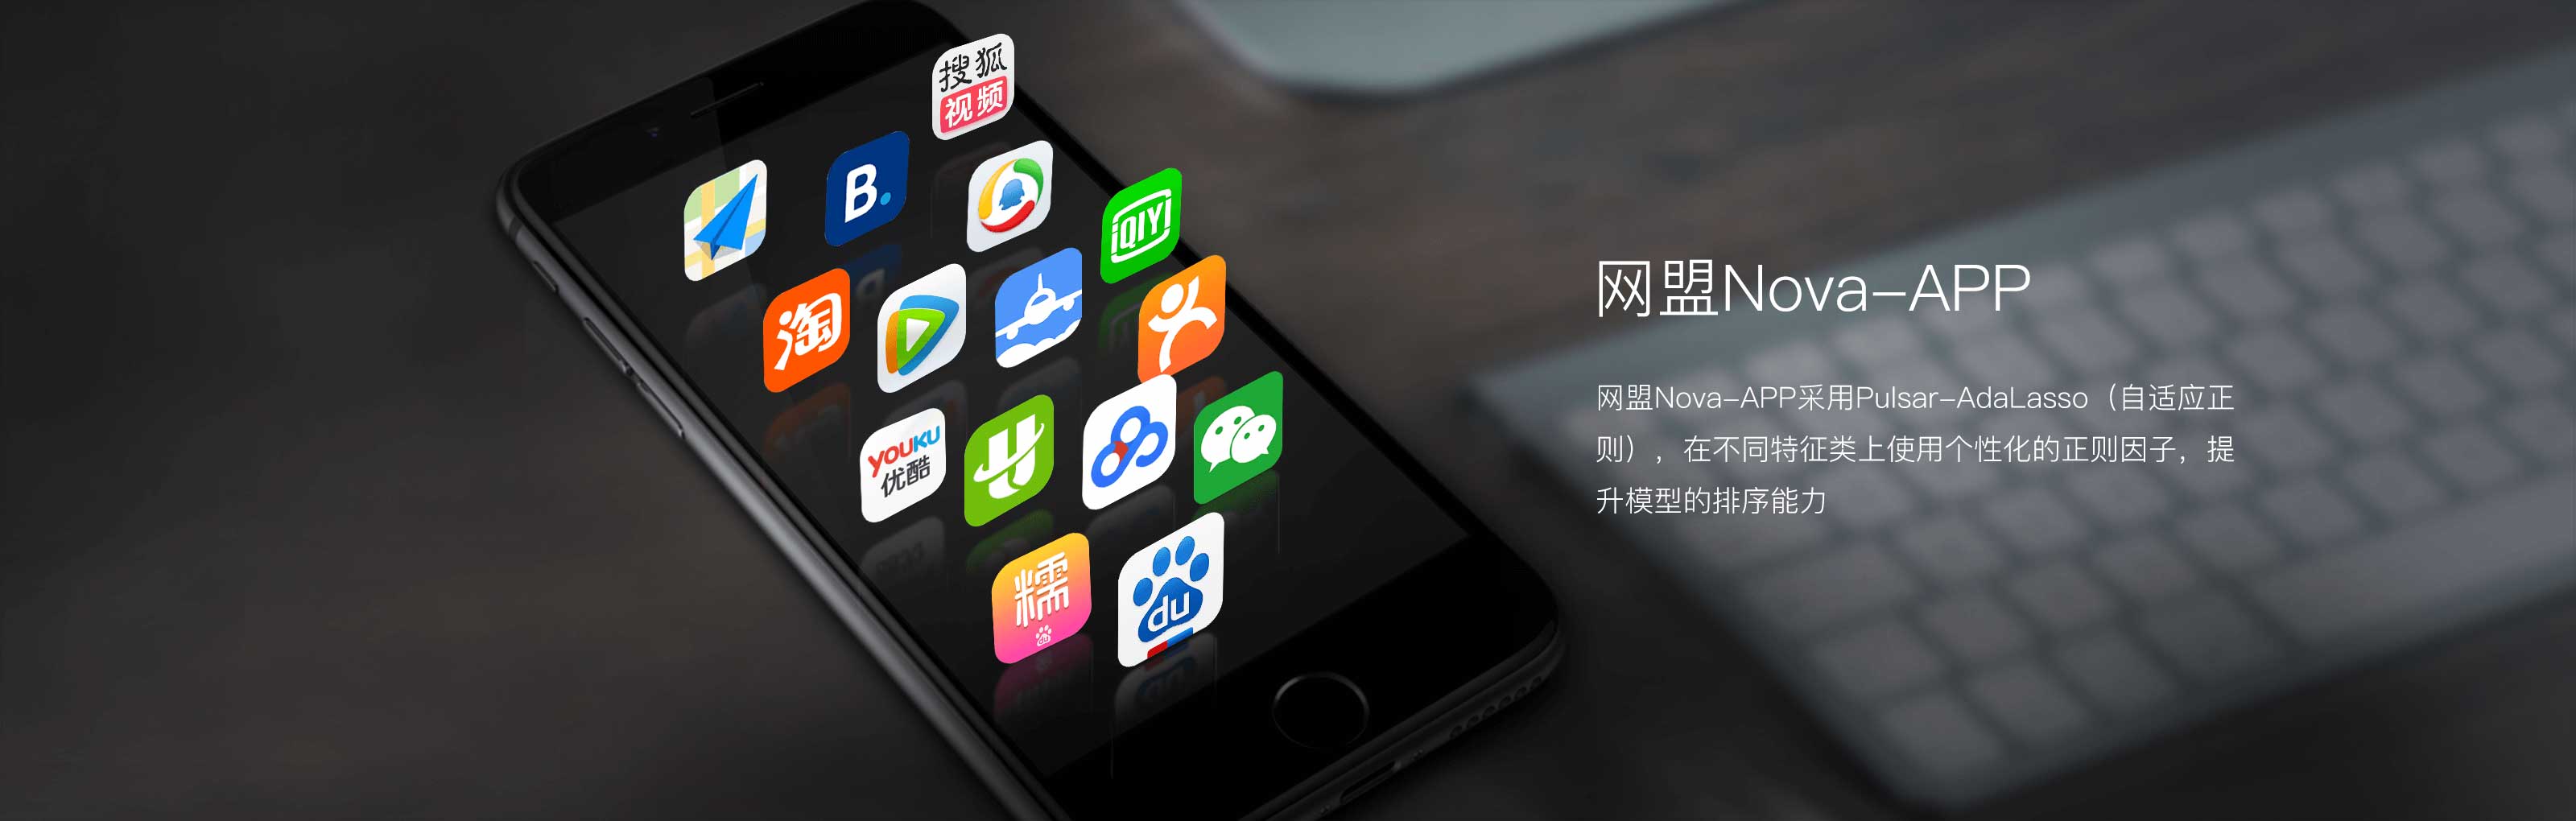 搜狐
视频
B.
iQIYI
淘
YOUKU
优酷
糯
du
du
网盟Nova-APP
网盟Nova-APP采用Pulsar-AdaLasso（自适应正
则），在不同特征类上使用个性化的正则因子，提
升模型的排序能力